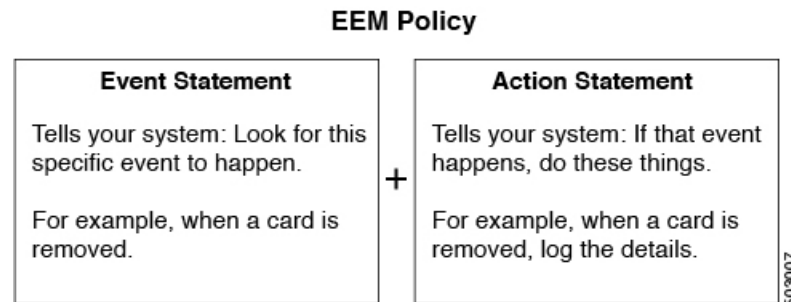 EEM Policy
Event Statement
Tells your system: Look for this
specific event to happen.
For example, when a card is
removed.
+
Action Statement
Tells your system: If that event
happens, do these things.
For example, when a card is
removed, log the details.